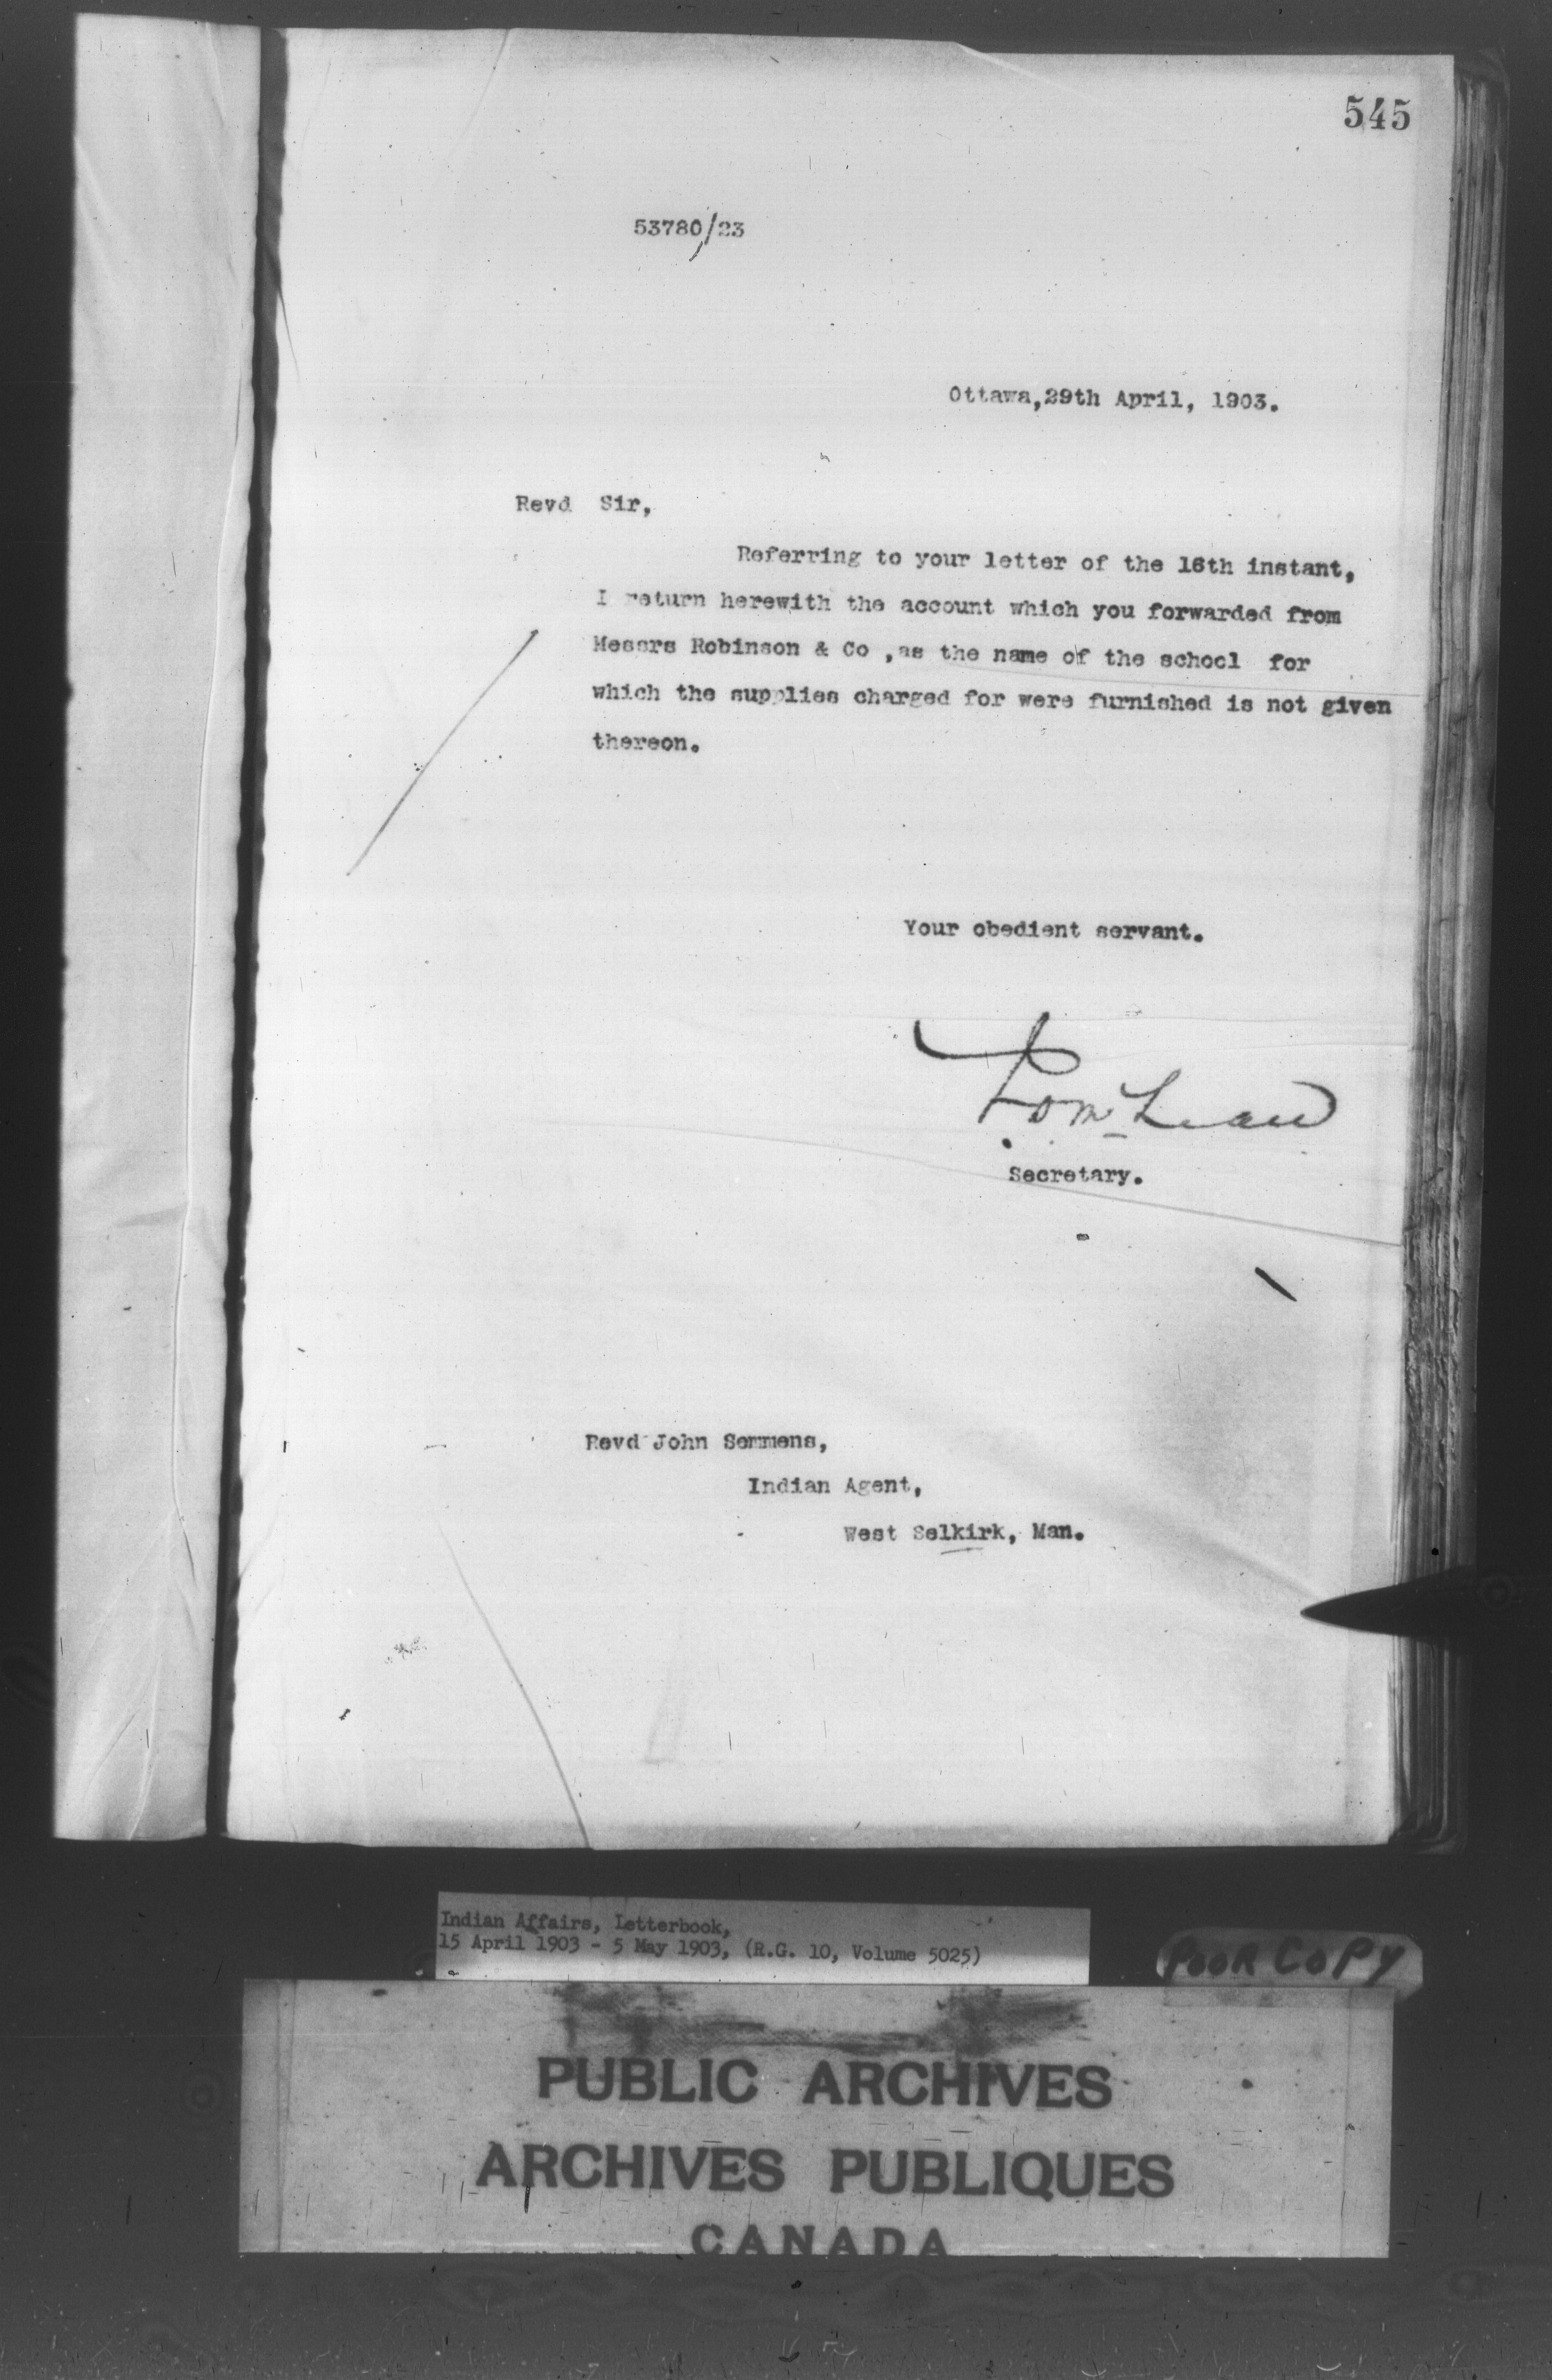 545
53780/23
Ottawa,29th April, 1903.
Revd Sir,
Referring to your letter of the 16th instant,
I return herewith the account which you forwarded from
Messrs Robinson & Co ,as the name of the school for
which the supplies charged for were furnished is not given
thereon.
Your obedient servant.
Secretary.
Revd John Semmens,
Indian Agent,
West Selkirk, Man.
Indian Affairs, Letterbook,
15 April 1903 - 5 May 1903, (R.G. 10, Volume 5025)
POOR COPY
PUBLIC ARCHIVES
ARCHIVES PUBLIQUES
CANADA